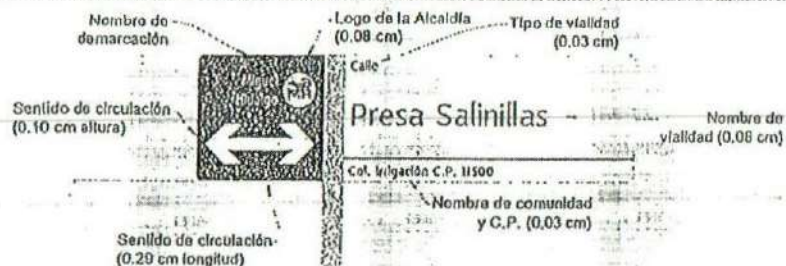 Nombre de
demarcación
Logo de la Alcaldía
(0.08 cm)
Tipo de vialidad
(0.03 cm)
Calle
Sentido de circulación
(0.10 cm altura)
Presa Salinillas
Nombre de
vialidad (0.08 cm)
Col. Irrigación C.P. 11500
Nombre de comunidad
y C.P. (0.03 cm)
Sentido de circulación
(0.29 cm longitud)